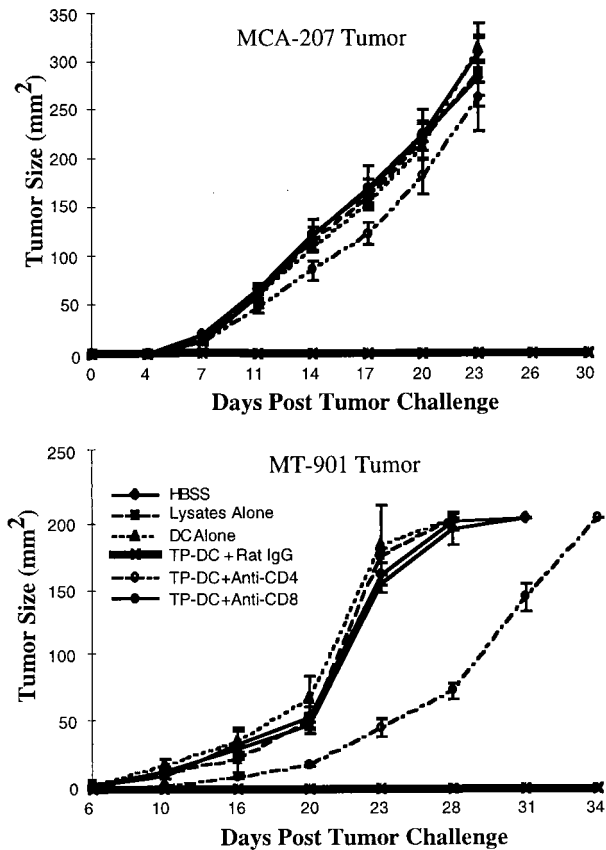 MCA-207 Tumor
Tumor Size (mm2)
350
300
250
200
150
100
50
0
0 4 7 11 14 17 20 23 26 30
Days Post Tumor Challenge
MT-901 Tumor
Tumor Size (mm2)
250
200
150
100
50
0
HBSS
Lysates Alone
DC Alone
TP-DC + Rat IgG
TP-DC+Anti-CD4
TP-DC+Anti-CD8
6 10 16 20 23 28 31 34
Days Post Tumor Challenge